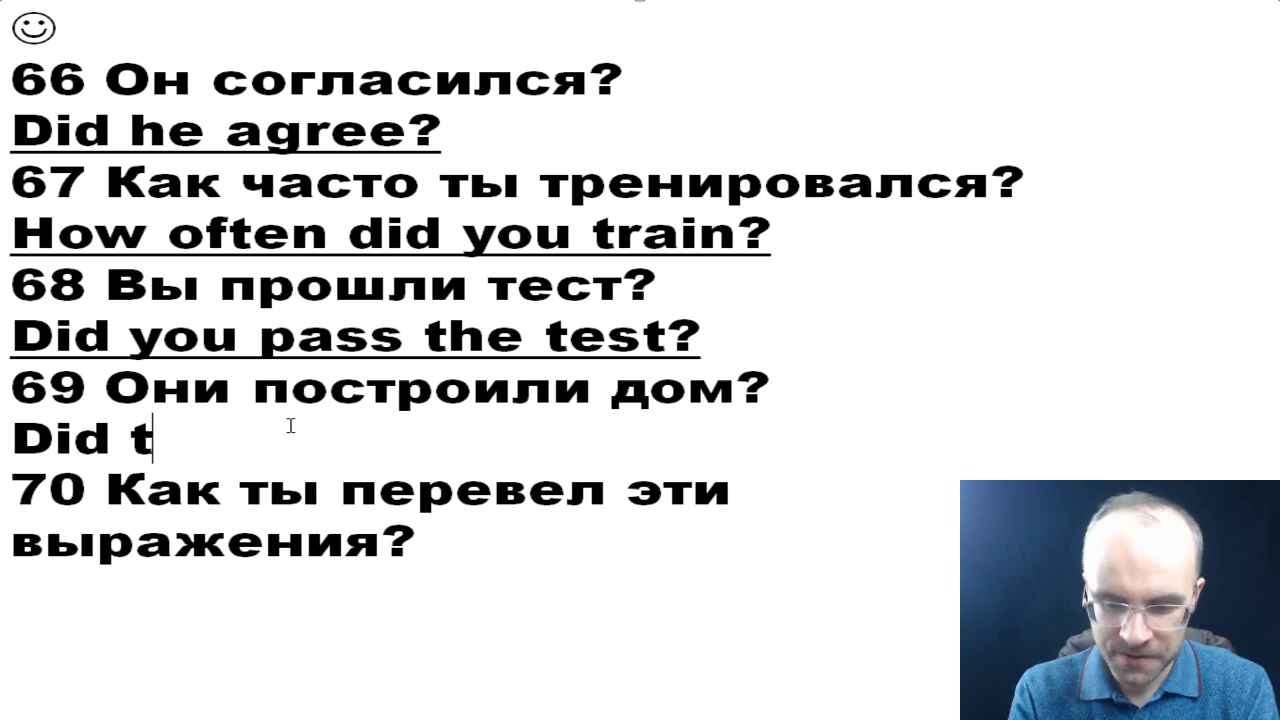 66 Он согласился?
Did he agree?
67 Как часто ты тренировался?
How often did you train?
68 Вы прошли тест?
Did you pass the test?
69 Они построили дом?
Did t
70 Как ты перевел эти
выражения?